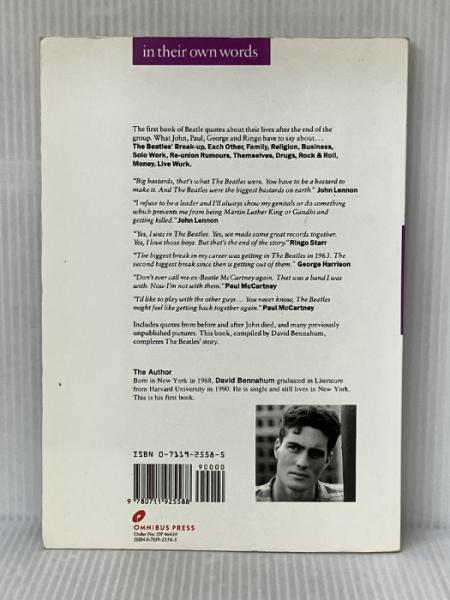 in their own words
The first book of Beatle quotes about their lives after the end of the
group. What John, Paul, George and Ringo have to say about...
The Beatles' Break-up, Each Other, Family, Religion, Business,
Solo Work, Re-union Rumours, Themselves, Drugs, Rock & Roll,
Money, Live Work.
"Big bastards, that's what The Beatles were. You have to be a bastard to
make it. And The Beatles were the biggest bastards on earth." John Lennon
"I refuse to be a leader and I'll always show my genitals or do something
which prevents me from being Martin Luther King or Gandhi and
getting killed." John Lennon
"Yes, I was in The Beatles. Yes, we made some great records together.
Yes, I love those boys. But that's the end of the story." Ringo Starr
"The biggest break in my career was getting in The Beatles in 1963. The
second biggest break since then is getting out of them." George Harrison
"Don't ever call me ex-Beatle McCartney again. That was a band I was
with. Now I'm not with them." Paul McCartney
"I'd like to play with the other guys... You never know, The Beatles
might feel like getting back together again." Paul McCartney
Includes quotes from before and after John died, and many previously
unpublished pictures. This book, compiled by David Bennahum,
completes The Beatles' story.
The Author
Born in New York in 1968, David Bennahum graduated in Literature
from Harvard University in 1990. He is single and still lives in New York.
This is his first book.
ISBN 0-7119-2558-5
90000
9 780711 925588
OMNIBUS PRESS
Order No. OP 46424
ISBN 0-7119-2558-5